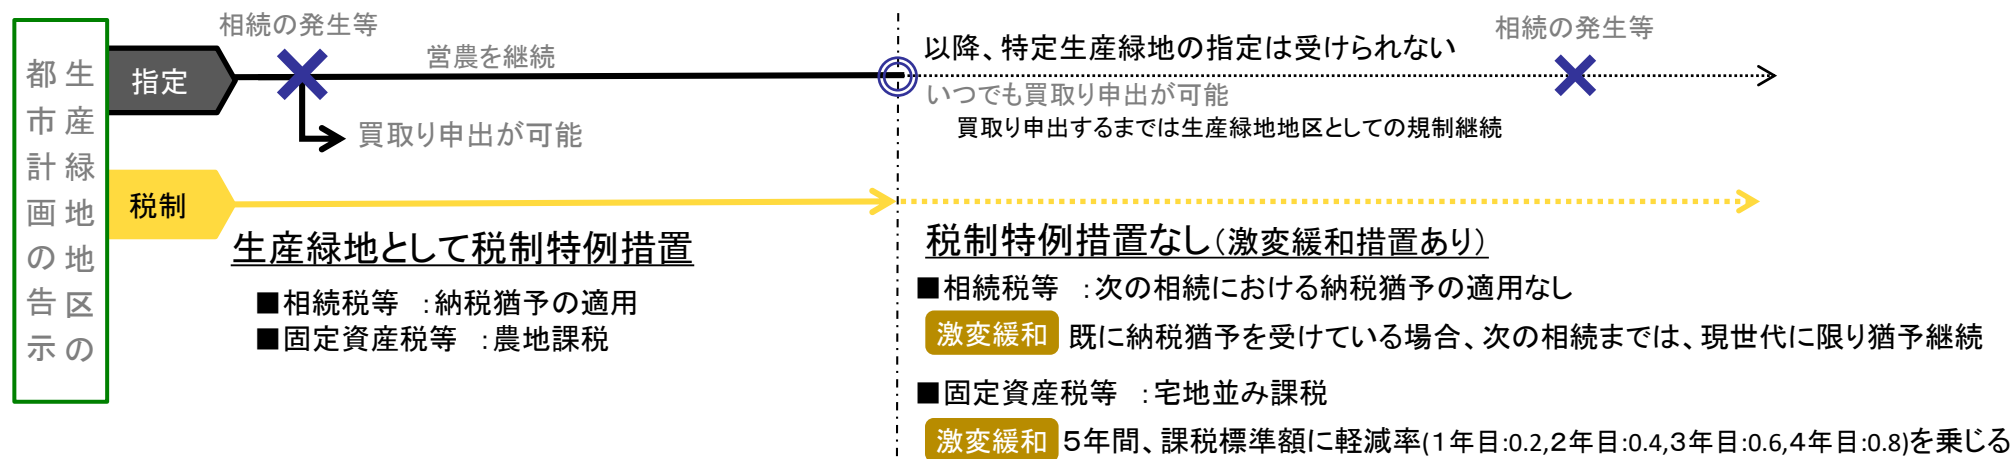 生産緑地地区の
都市計画の告示
指定
相続の発生等
営農を継続
買取り申出が可能
以降、特定生産緑地の指定は受けられない
相続の発生等
いつでも買取り申出が可能
買取り申出するまでは生産緑地地区としての規制継続
税制
生産緑地として税制特例措置
■相続税等 :納税猶予の適用
■固定資産税等 :農地課税
税制特例措置なし(激変緩和措置あり)
■相続税等 :次の相続における納税猶予の適用なし
激変緩和 既に納税猶予を受けている場合、次の相続までは、現世代に限り猶予継続
■固定資産税等 :宅地並み課税
激変緩和 5年間、課税標準額に軽減率(1年目:0.2,2年目:0.4,3年目:0.6,4年目:0.8)を乗じる